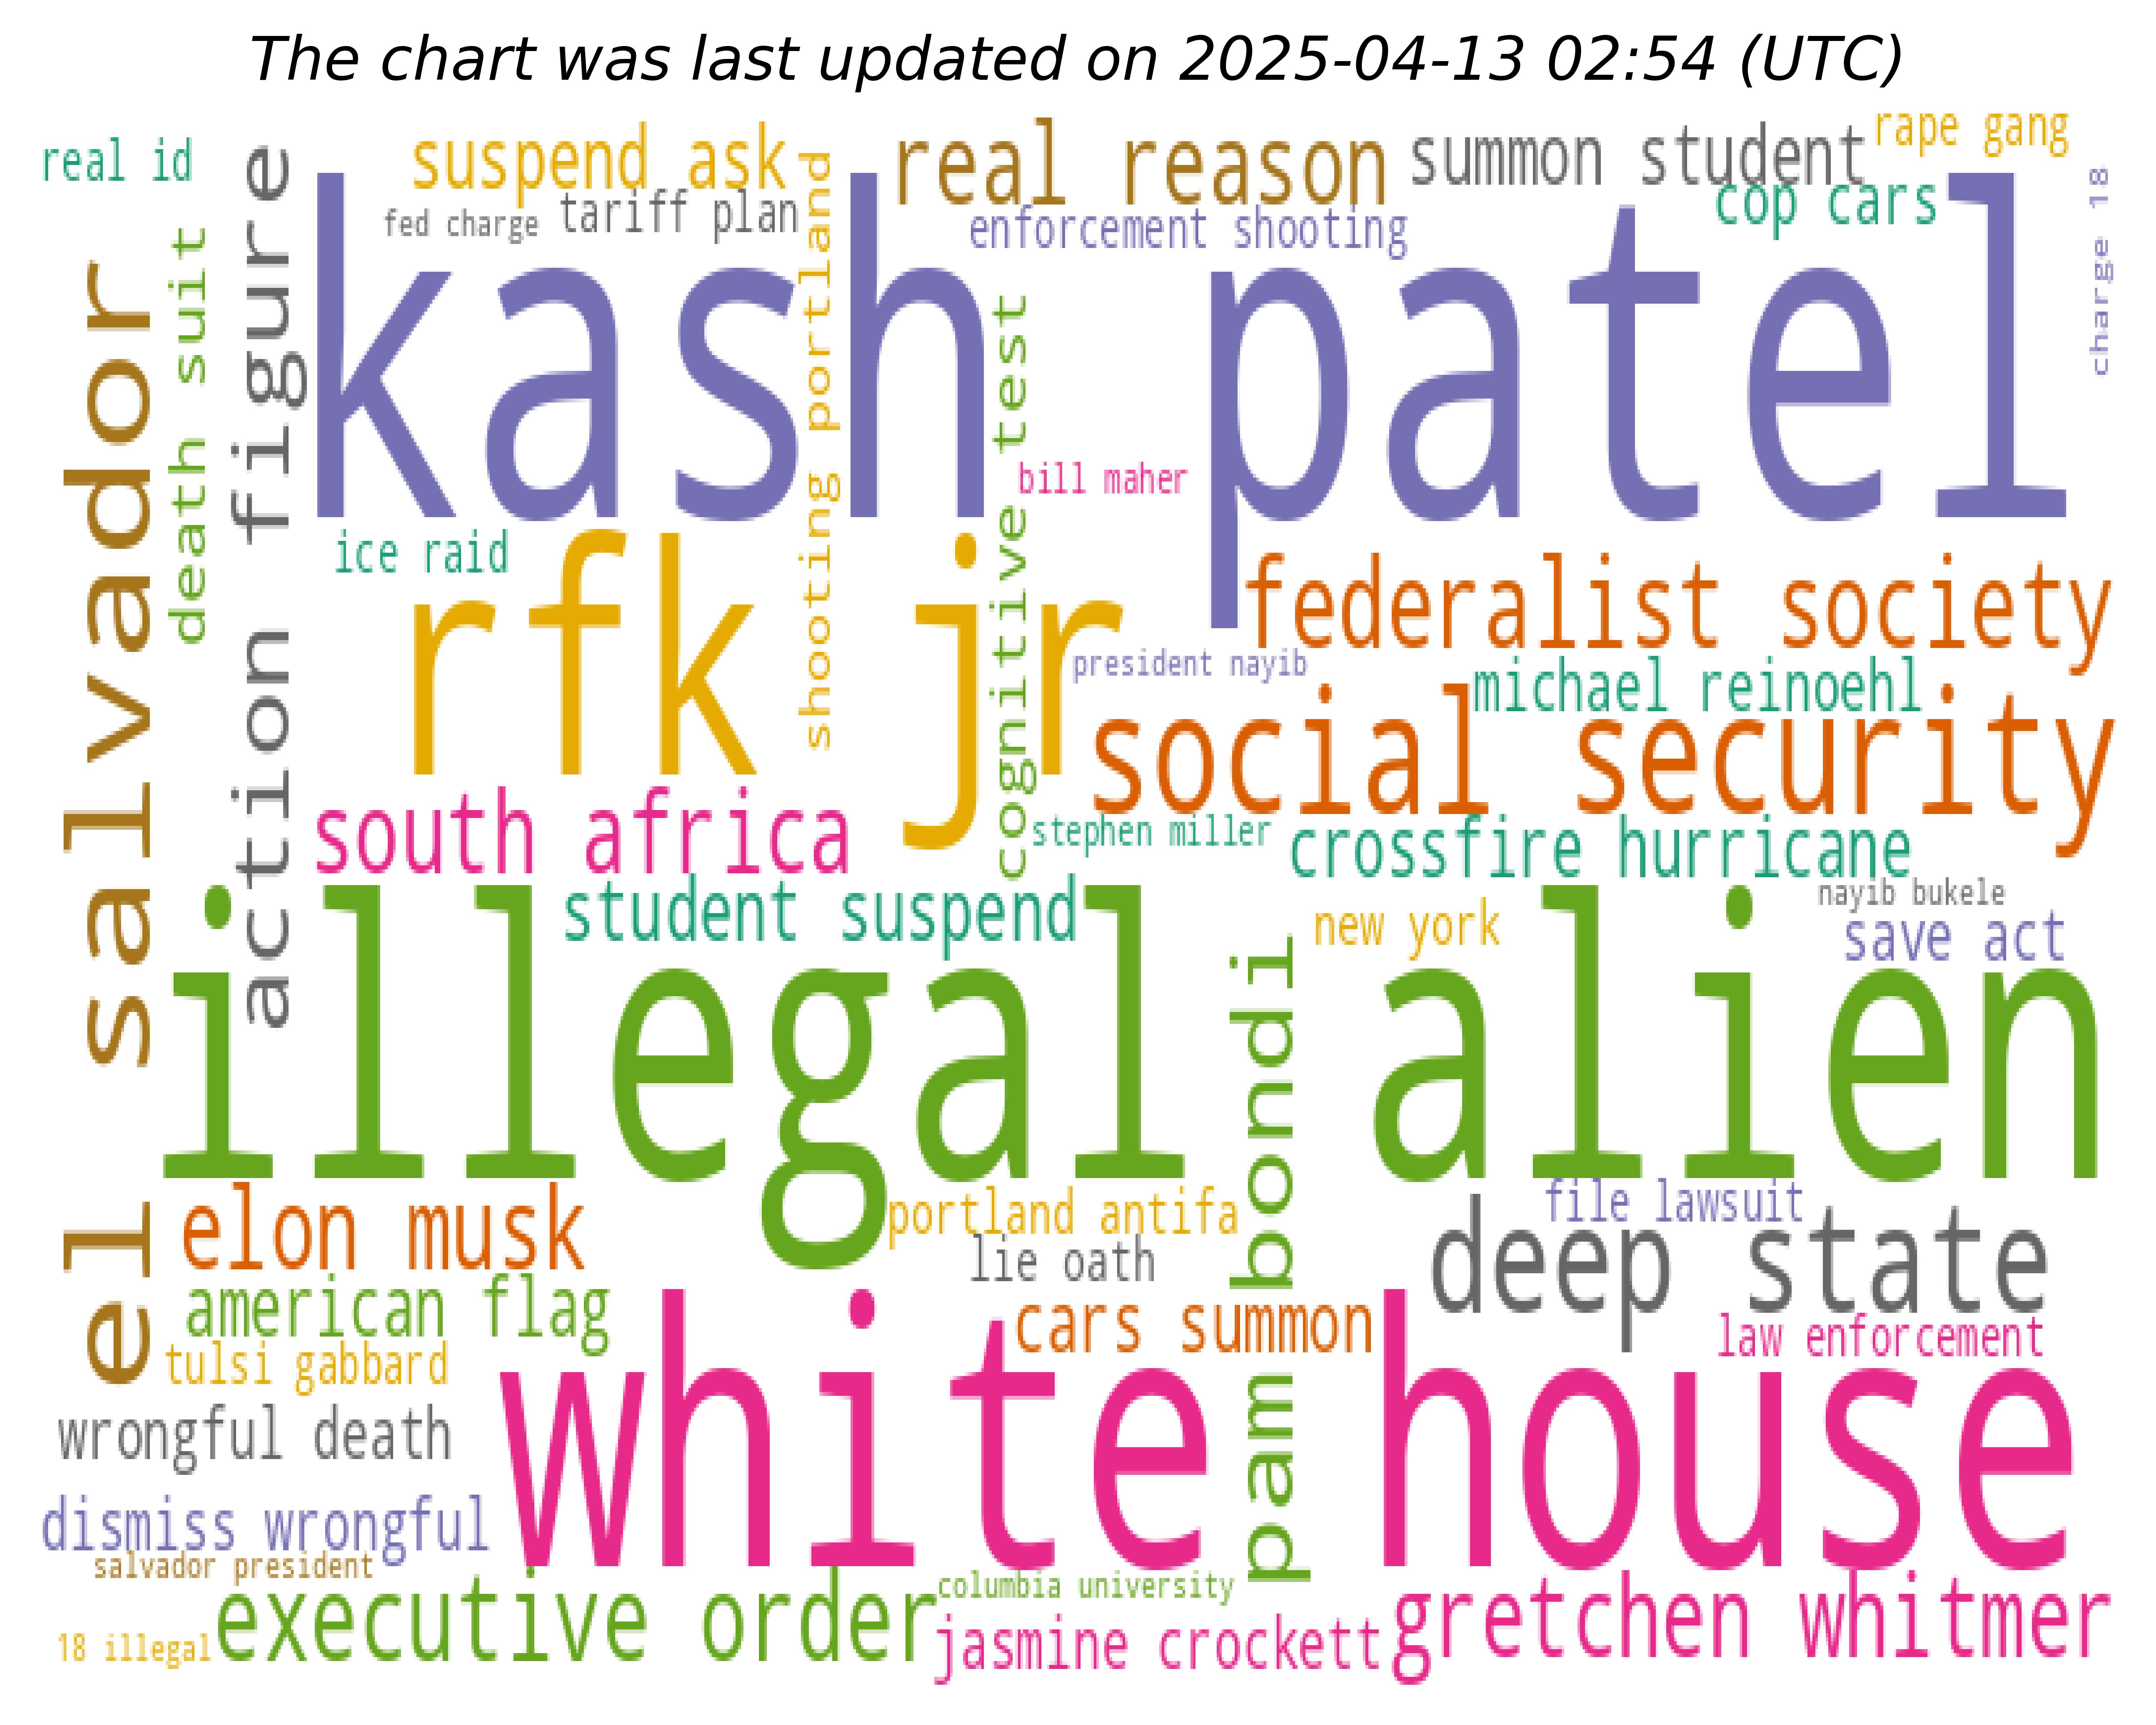 The chart was last updated on 2025-04-13 02:54 (UTC)
real id
suspend ask
real reason
summon student
rape gang
cop cars
charge 18
fed charge
tariff plan
enforcement shooting
death suit
action figure
el salvador
kash patel
shooting portland
cognitive test
bill maher
ice raid
rfk jr
federalist society
president nayib
michael reinoehl
social security
south africa
stephen miller
crossfire hurricane
student suspend
nayib bukele
new york
save act
illegal alien
pam bondi
elon musk
portland antifa
file lawsuit
lie oath
deep state
american flag
cars summon
law enforcement
tulsi gabbard
white house
wrongful death
dismiss wrongful
salvador president
columbia university
executive order
gretchen whitmer
jasmine crockett
18 illegal